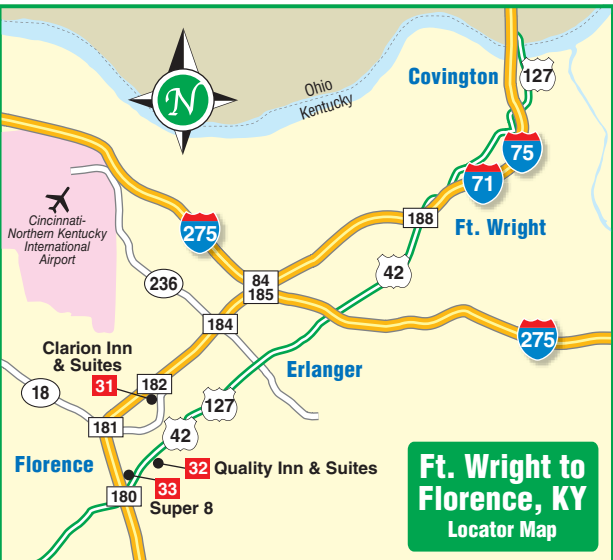 N
Ohio
Kentucky
Covington
127
75
71
188
Ft. Wright
Cincinnati-
Northern Kentucky
International
Airport
275
42
236
84
185
184
275
Clarion Inn
& Suites
31
182
Erlanger
18
127
181
42
Florence
32 Quality Inn & Suites
33
180
Super 8
Ft. Wright to
Florence, KY
Locator Map